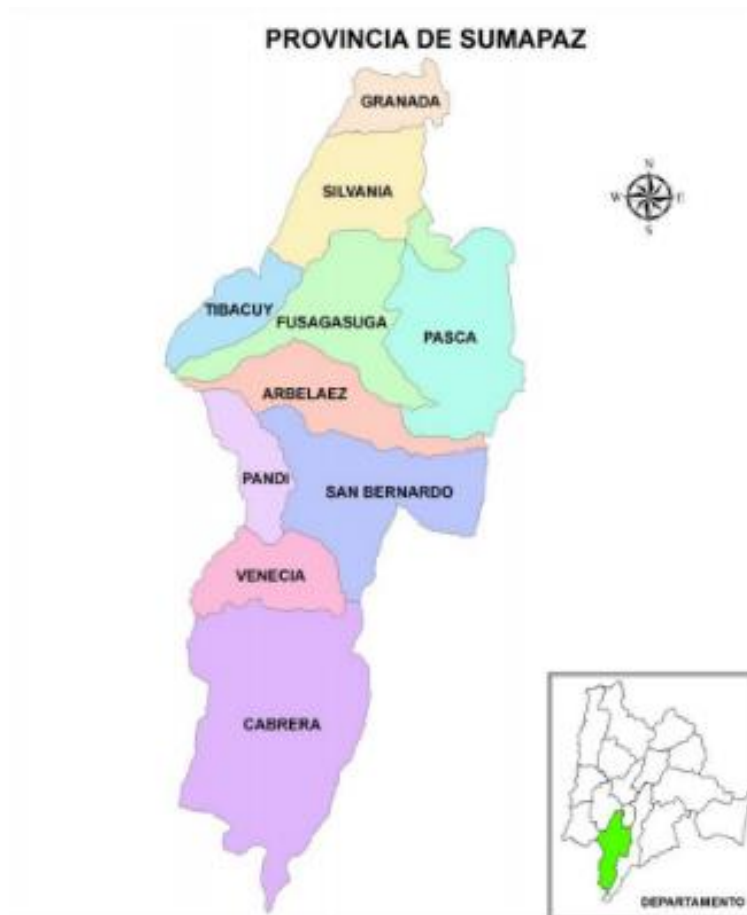 PROVINCIA DE SUMAPAZ
GRANADA
N
W E
S
SILVANIA
TIBACUY
FUSAGASUGA
PASCA
ARBELAEZ
PANDI
SAN BERNARDO
VENECIA
CABRERA
DEPARTAMENTO